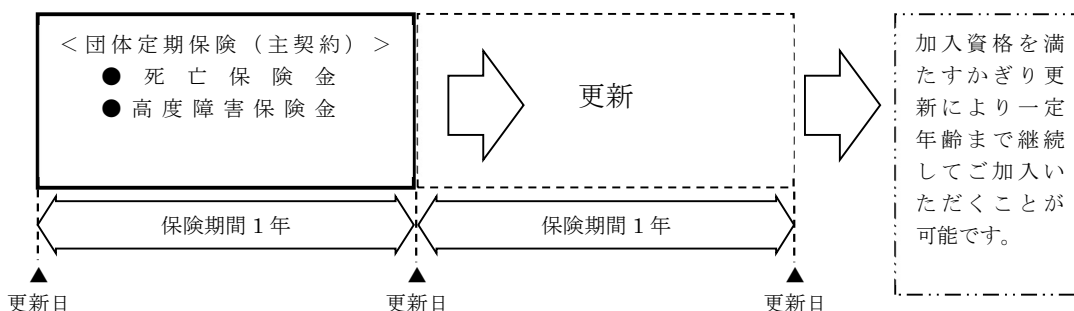 ＜団体定期保険（主契約）＞
●死亡保険金
●高度障害保険金
更新
加入資格を満
たすかぎり更
新により一定
年齢まで継続
してご加入い
ただくことが
可能です。
保険期間１年
保険期間１年
更新日
更新日
更新日